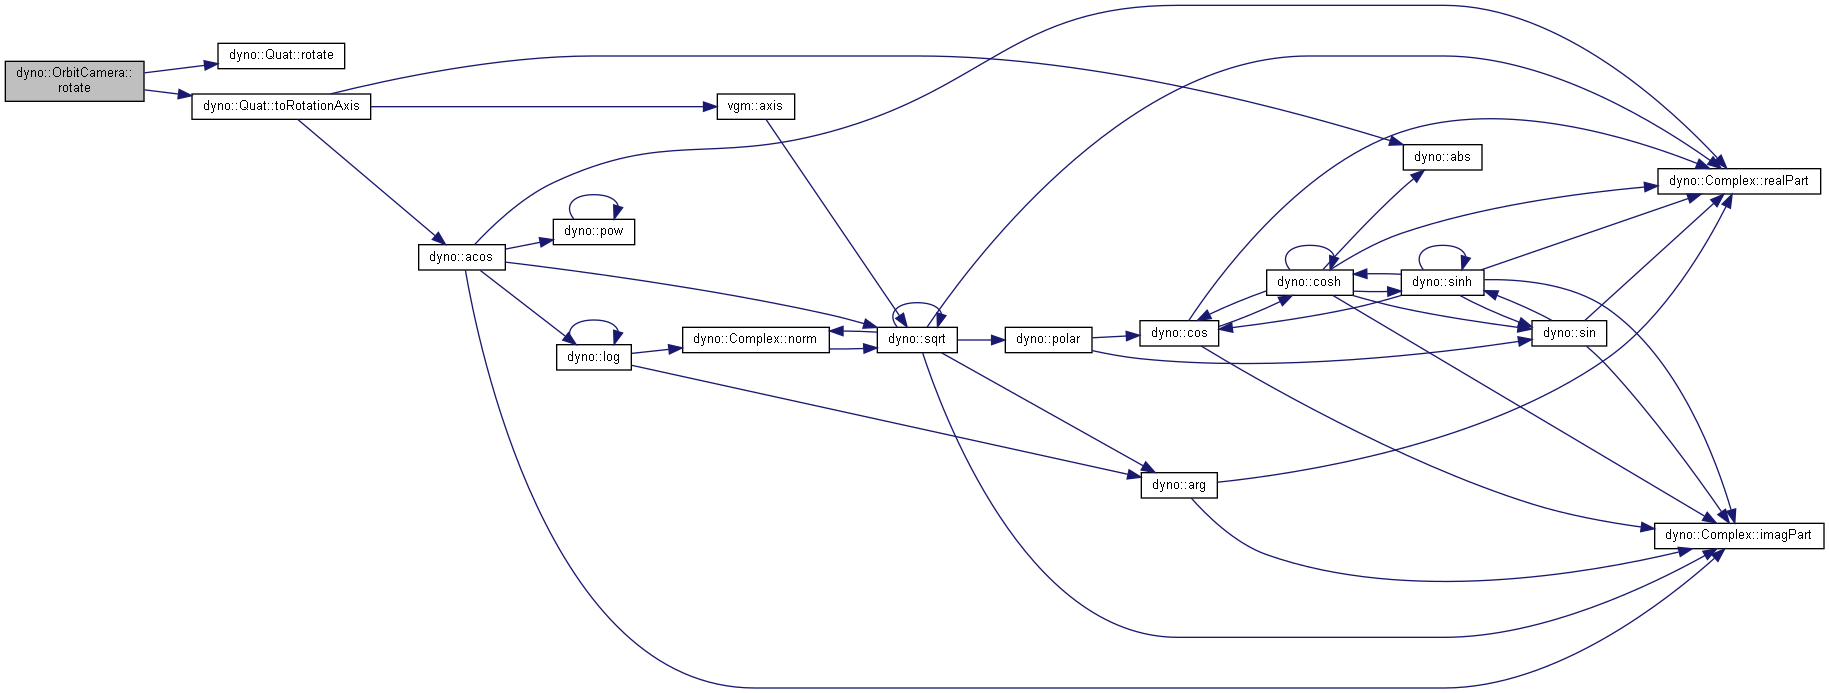 dyno::OrbitCamera::
rotate
dyno::Quat::rotate
dyno::Quat::toRotationAxis
vgm::axis
dyno::abs
dyno::Complex::realPart
dyno::pow
dyno::acos
dyno::cosh
dyno::sinh
dyno::log
dyno::Complex::norm
dyno::sqrt
dyno::polar
dyno::cos
dyno::sin
dyno::arg
dyno::Complex::imagPart